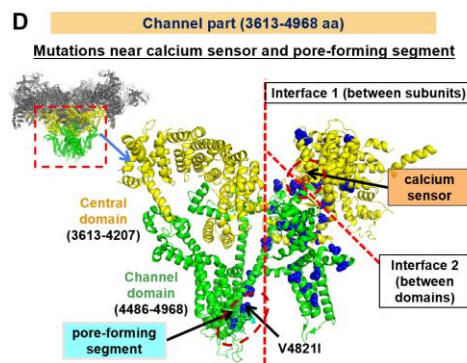 D
Channel part (3613-4968 aa)
Mutations near calcium sensor and pore-forming segment
Interface 1 (between subunits)
calcium
sensor
Central
domain
(3613-4207)
Interface 2
(between
domains)
Channel
domain
(4486-4968)
pore-forming
segment
V4821I